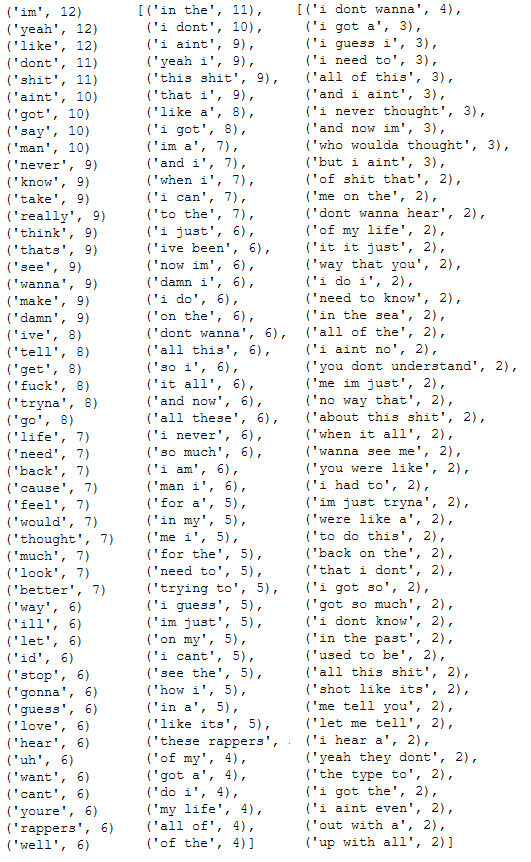 ('im', 12)
('yeah', 12)
('like', 12)
('dont', 11)
('shit', 11)
('aint', 10)
('got', 10)
('say', 10)
('man', 10)
('never', 9)
('know', 9)
('take', 9)
('really', 9)
('think', 9)
('thats', 9)
('see', 9)
('wanna', 9)
('make', 9)
('damn', 9)
('ive', 8)
('tell', 8)
('get', 8)
('fuck', 8)
('tryna', 8)
('go', 8)
('life', 7)
('need', 7)
('back', 7)
('cause', 7)
('feel', 7)
('would', 7)
('thought', 7)
('much', 7)
('look', 7)
('better', 7)
('way', 6)
('ill', 6)
('let', 6)
('id', 6)
('stop', 6)
('gonna', 6)
('guess', 6)
('love', 6)
('hear', 6)
('uh', 6)
('want', 6)
('cant', 6)
('youre', 6)
('rappers', 6)
('well', 6)
[('in the', 11),
('i dont', 10),
('i aint', 9),
('yeah i', 9),
('this shit', 9),
('that i', 9),
('like a', 8),
('i got', 8),
('im a', 7),
('and i', 7),
('when i', 7),
('i can', 7),
('to the', 7),
('i just', 6),
('ive been', 6),
('now im', 6),
('damn i', 6),
('i do', 6),
('on the', 6),
('dont wanna', 6),
('all this', 6),
('so i', 6),
('it all', 6),
('and now', 6),
('all these', 6),
('i never', 6),
('so much', 6),
('i am', 6),
('man i', 6),
('for a', 5),
('in my', 5),
('me i', 5),
('for the', 5),
('need to', 5),
('trying to', 5),
('i guess', 5),
('im just', 5),
('on my', 5),
('i cant', 5),
('see the', 5),
('how i', 5),
('in a', 5),
('like its', 5),
('these rappers',
('of my', 4),
('got a', 4),
('do i', 4),
('my life', 4),
('all of', 4),
('of the', 4)]
[('i dont wanna', 4),
('i got a', 3),
('i guess i', 3),
('i need to', 3),
('all of this', 3),
('and i aint', 3),
('i never thought', 3),
('and now im', 3),
('who woulda thought', 3),
('but i aint', 3),
('of shit that', 2),
('me on the', 2),
('dont wanna hear', 2),
('of my life', 2),
('it it just', 2),
('way that you', 2),
('i do i', 2),
('need to know', 2),
('in the sea', 2),
('all of the', 2),
('i aint no', 2),
('you dont understand', 2),
('me im just', 2),
('no way that', 2),
('about this shit', 2),
('when it all', 2),
('wanna see me', 2),
('you were like', 2),
('i had to', 2),
('im just tryna', 2),
('were like a', 2),
('to do this', 2),
('back on the', 2),
('that i dont', 2),
('i got so', 2),
('got so much', 2),
('i dont know', 2),
('in the past', 2),
('used to be', 2),
('all this shit', 2),
('shot like its', 2),
('me tell you', 2),
('let me tell', 2),
('i hear a', 2),
('yeah they dont', 2),
('the type to', 2),
('i got the', 2),
('i aint even', 2),
('out with a', 2),
('up with all', 2)]